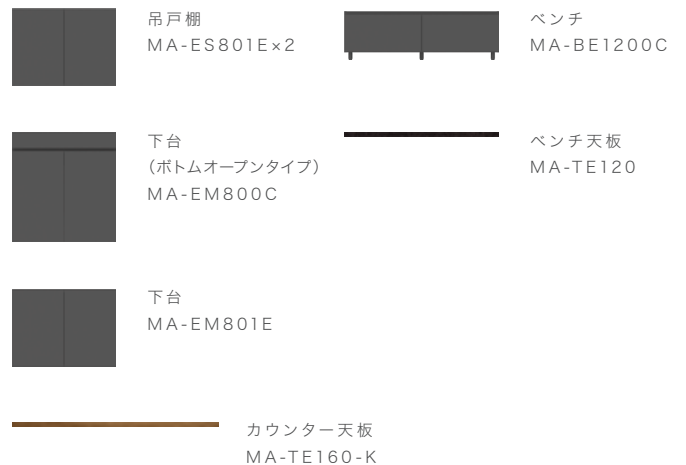 吊戸棚
MA-ES801E×2
下台
（ボトムオープンタイプ）
MA-EM800C
下台
MA-EM801E
カウンター天板
MA-TE160-K
ベンチ
MA-BE1200C
ベンチ天板
MA-TE120